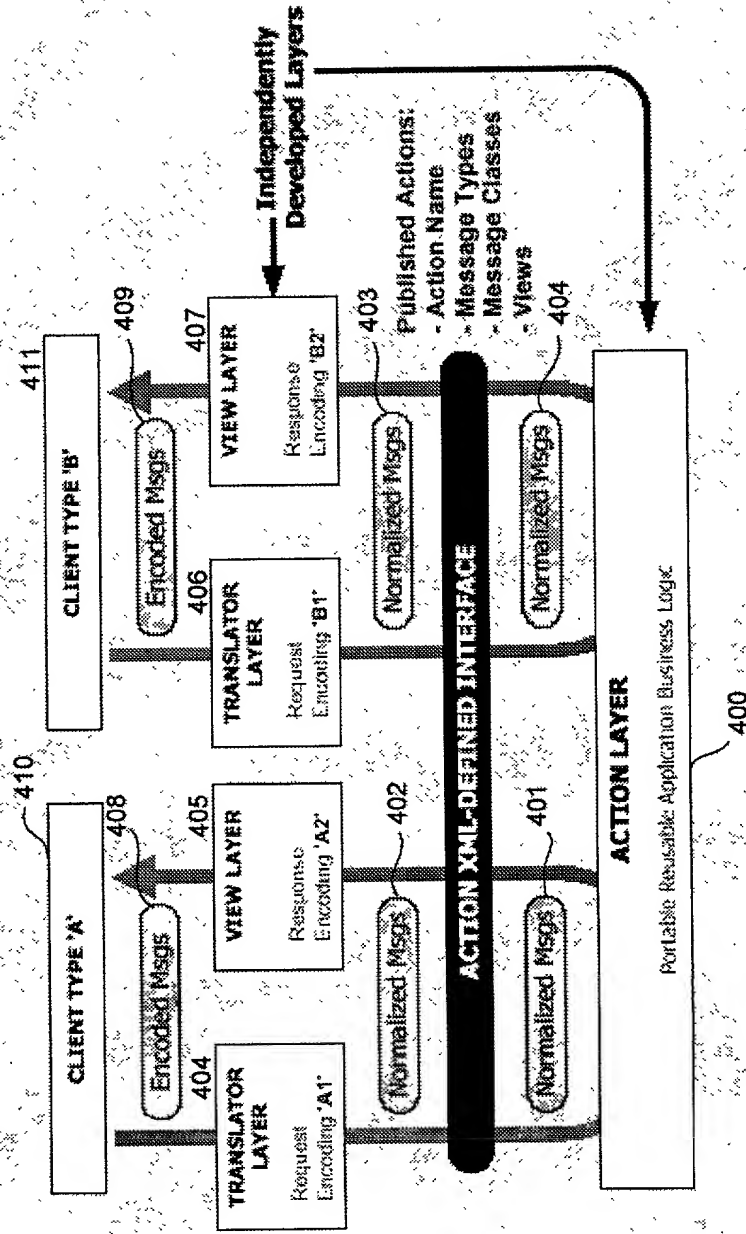 410
411
CLIENT TYPE 'A'
CLIENT TYPE 'B'
408
409
Encoded Msgs
Encoded Msgs
404
405
406
407
TRANSLATOR
LAYER
Request
Encoding 'A1'
VIEW LAYER
Response
Encoding 'A2'
TRANSLATOR
LAYER
Request
Encoding 'B1'
VIEW LAYER
Response
Encoding 'B2'
Independently
Developed Layers
402
403
Normalized Msgs
Normalized Msgs
Published Actions:
- Action Name
- Message Types
- Message Classes
- Views
ACTION XML-DEFINED INTERFACE
401
404
Normalized Msgs
Normalized Msgs
ACTION LAYER
Portable Reusable Application Business Logic
400